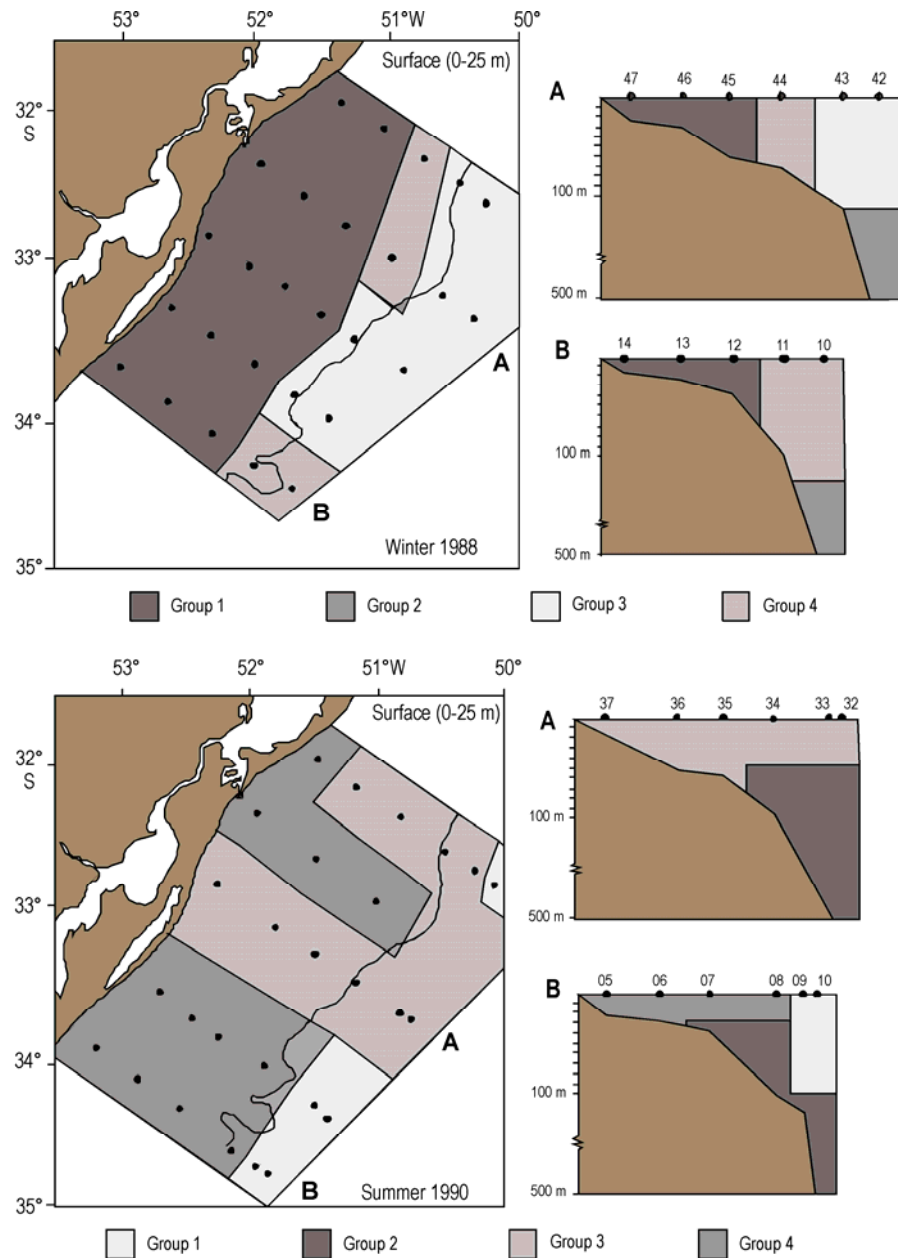 53° 52° 51°W 50°
Surface (0-25 m)
32°
S
33°
34°
35°
A
B
Winter 1988
A
47 46 45 44 43 42
100 m
500 m
B
14 13 12 11 10
100 m
500 m
Group 1 Group 2 Group 3 Group 4
53° 52° 51°W 50°
Surface (0-25 m)
32°
S
33°
34°
35°
A
B
Summer 1990
A
37 36 35 34 33 32
100 m
500 m
B
05 06 07 08 09 10
100 m
500 m
Group 1 Group 2 Group 3 Group 4